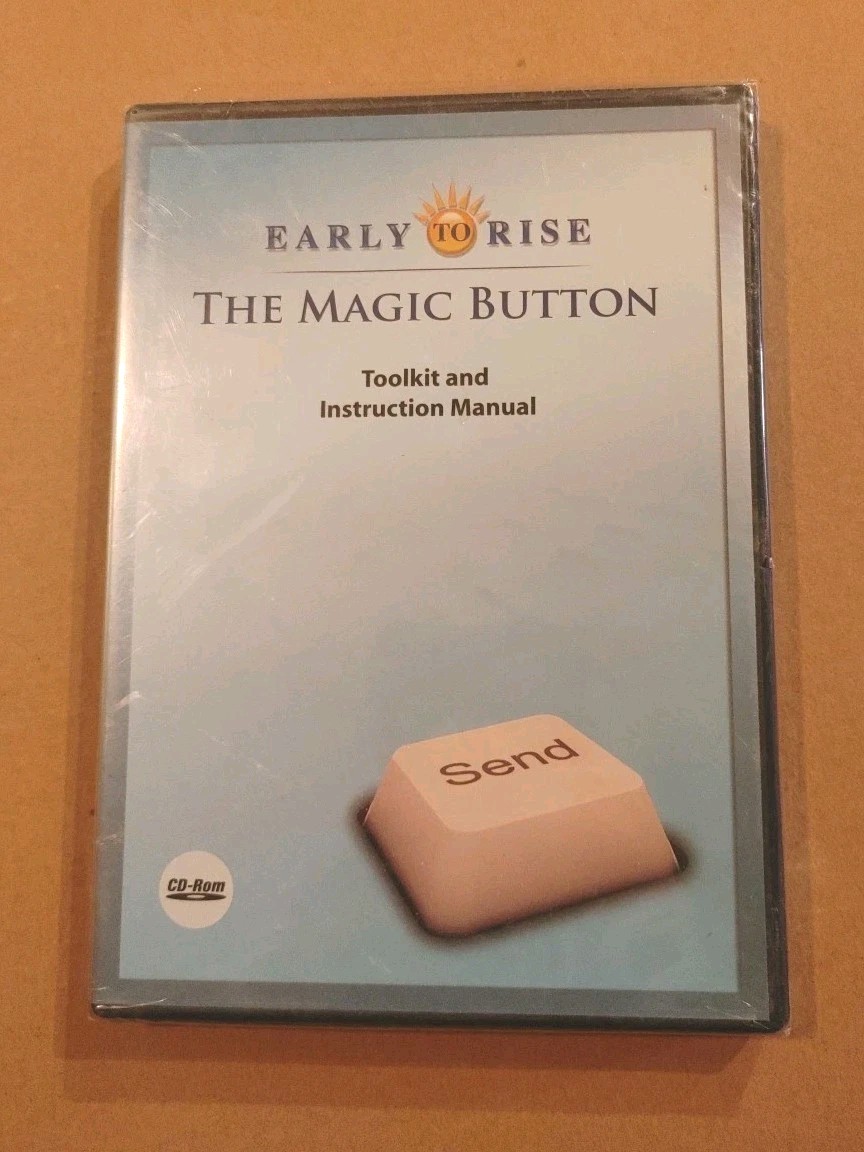 EARLY TO RISE
THE MAGIC BUTTON
Toolkit and
Instruction Manual
Send
CD-Rom